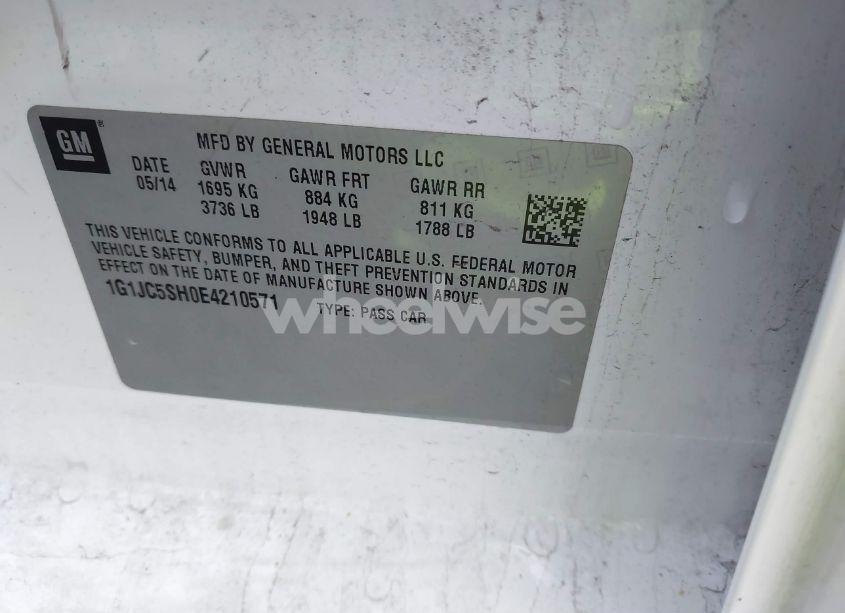 GM ®
MFD BY GENERAL MOTORS LLC
DATE GVWR GAWR FRT GAWR RR
05/14 1695 KG 884 KG 811 KG
3736 LB 1948 LB 1788 LB
THIS VEHICLE CONFORMS TO ALL APPLICABLE U.S. FEDERAL MOTOR
VEHICLE SAFETY, BUMPER, AND THEFT PREVENTION STANDARDS IN
EFFECT ON THE DATE OF MANUFACTURE SHOWN ABOVE.
1G1JC5SH0E4210571 TYPE: PASS CAR
wheelwise